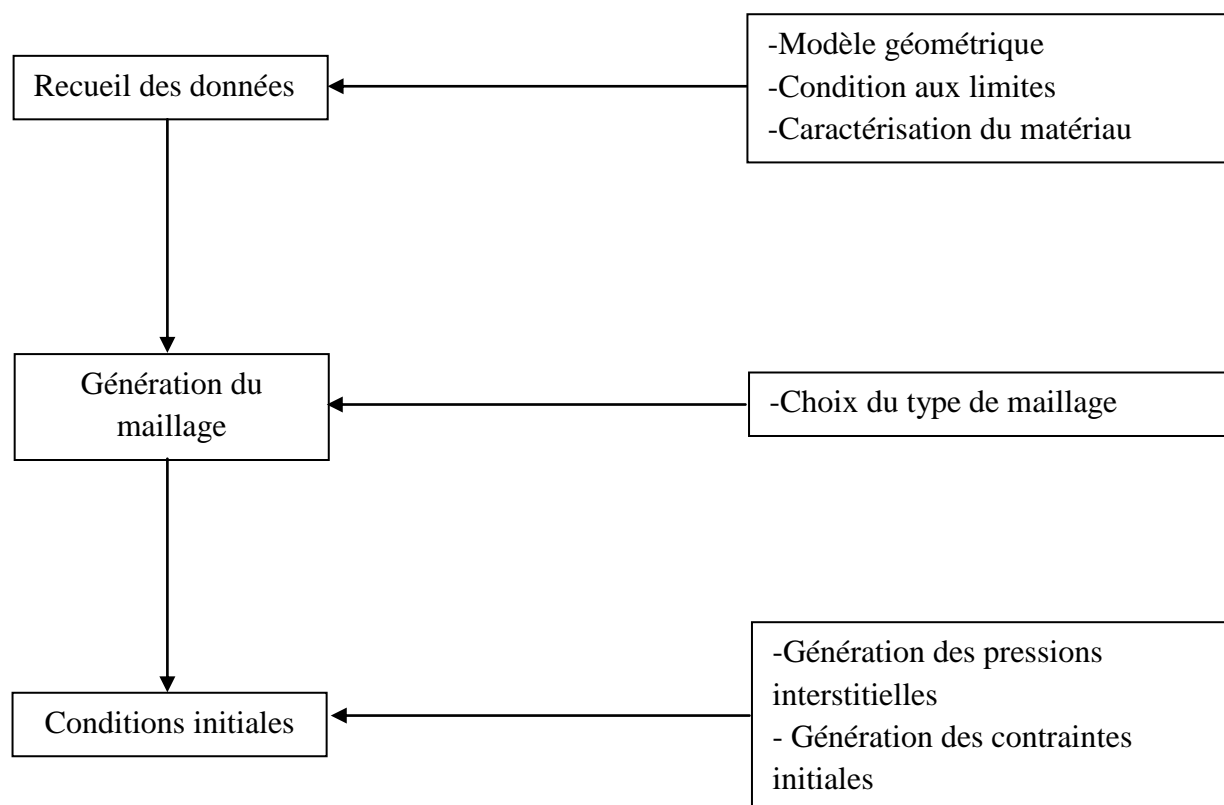 -Modèle géométrique
-Condition aux limites
-Caractérisation du matériau
Recueil des données
Génération du
maillage
-Choix du type de maillage
-Génération des pressions
interstitielles
- Génération des contraintes
initiales
Conditions initiales